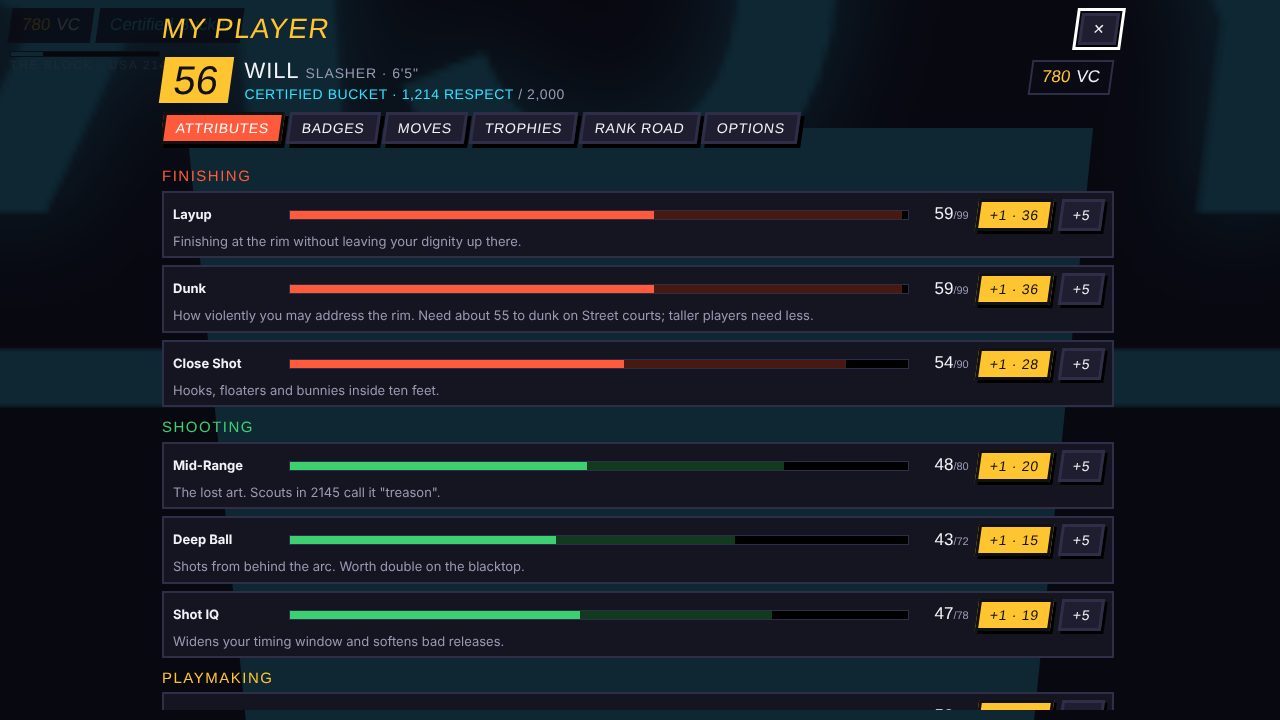 780 VC
MY PLAYER
×
56
WILL SLASHER · 6'5"
CERTIFIED BUCKET · 1,214 RESPECT / 2,000
780 VC
ATTRIBUTES
BADGES
MOVES
TROPHIES
RANK ROAD
OPTIONS
FINISHING
Layup
59/99
+1 · 36
+5
Finishing at the rim without leaving your dignity up there.
Dunk
59/99
+1 · 36
+5
How violently you may address the rim. Need about 55 to dunk on Street courts; taller players need less.
Close Shot
54/90
+1 · 28
+5
Hooks, floaters and bunnies inside ten feet.
SHOOTING
Mid-Range
48/80
+1 · 20
+5
The lost art. Scouts in 2145 call it "treason".
Deep Ball
43/72
+1 · 15
+5
Shots from behind the arc. Worth double on the blacktop.
Shot IQ
47/78
+1 · 19
+5
Widens your timing window and softens bad releases.
PLAYMAKING